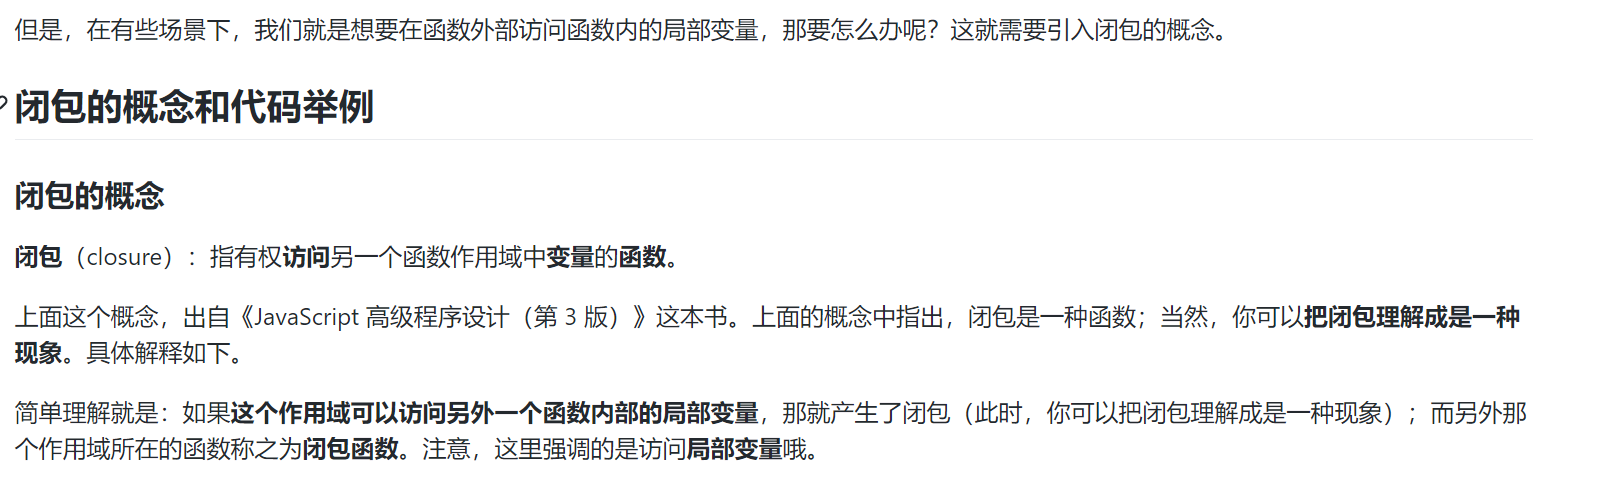 但是，在有些场景下，我们就是想要在函数外部访问函数内的局部变量，那要怎么办呢？这就需要引入闭包的概念。
闭包的概念和代码举例
闭包的概念
闭包（closure）：指有权访问另一个函数作用域中变量的函数。
上面这个概念，出自《JavaScript 高级程序设计（第 3 版）》这本书。上面的概念中指出，闭包是一种函数；当然，你可以把闭包理解成是一种
现象。具体解释如下。
简单理解就是：如果这个作用域可以访问另外一个函数内部的局部变量，那就产生了闭包（此时，你可以把闭包理解成是一种现象）；而另外那
个作用域所在的函数称之为闭包函数。注意，这里强调的是访问局部变量哦。